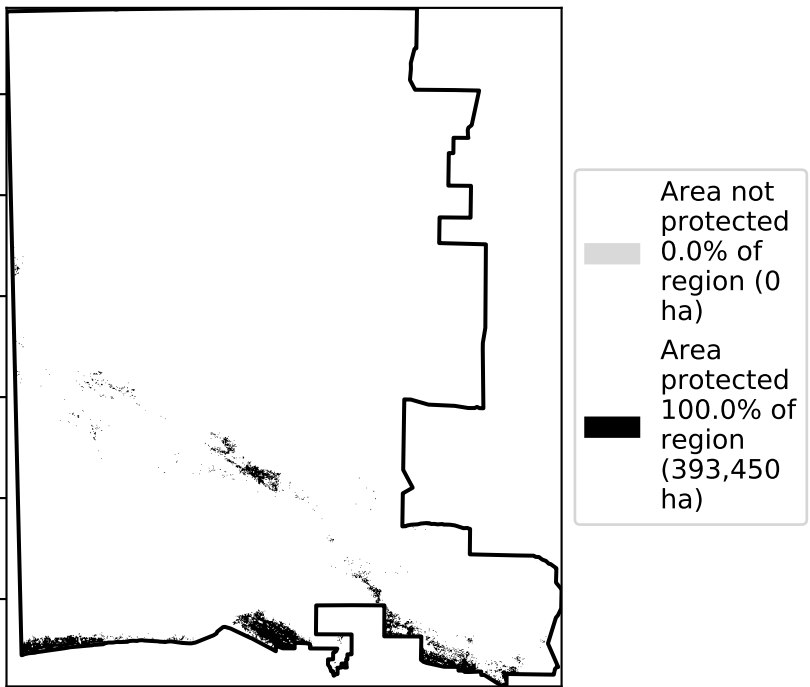 Area not
protected
0.0% of
region (0
ha)
Area
protected
100.0% of
region
(393,450
ha)